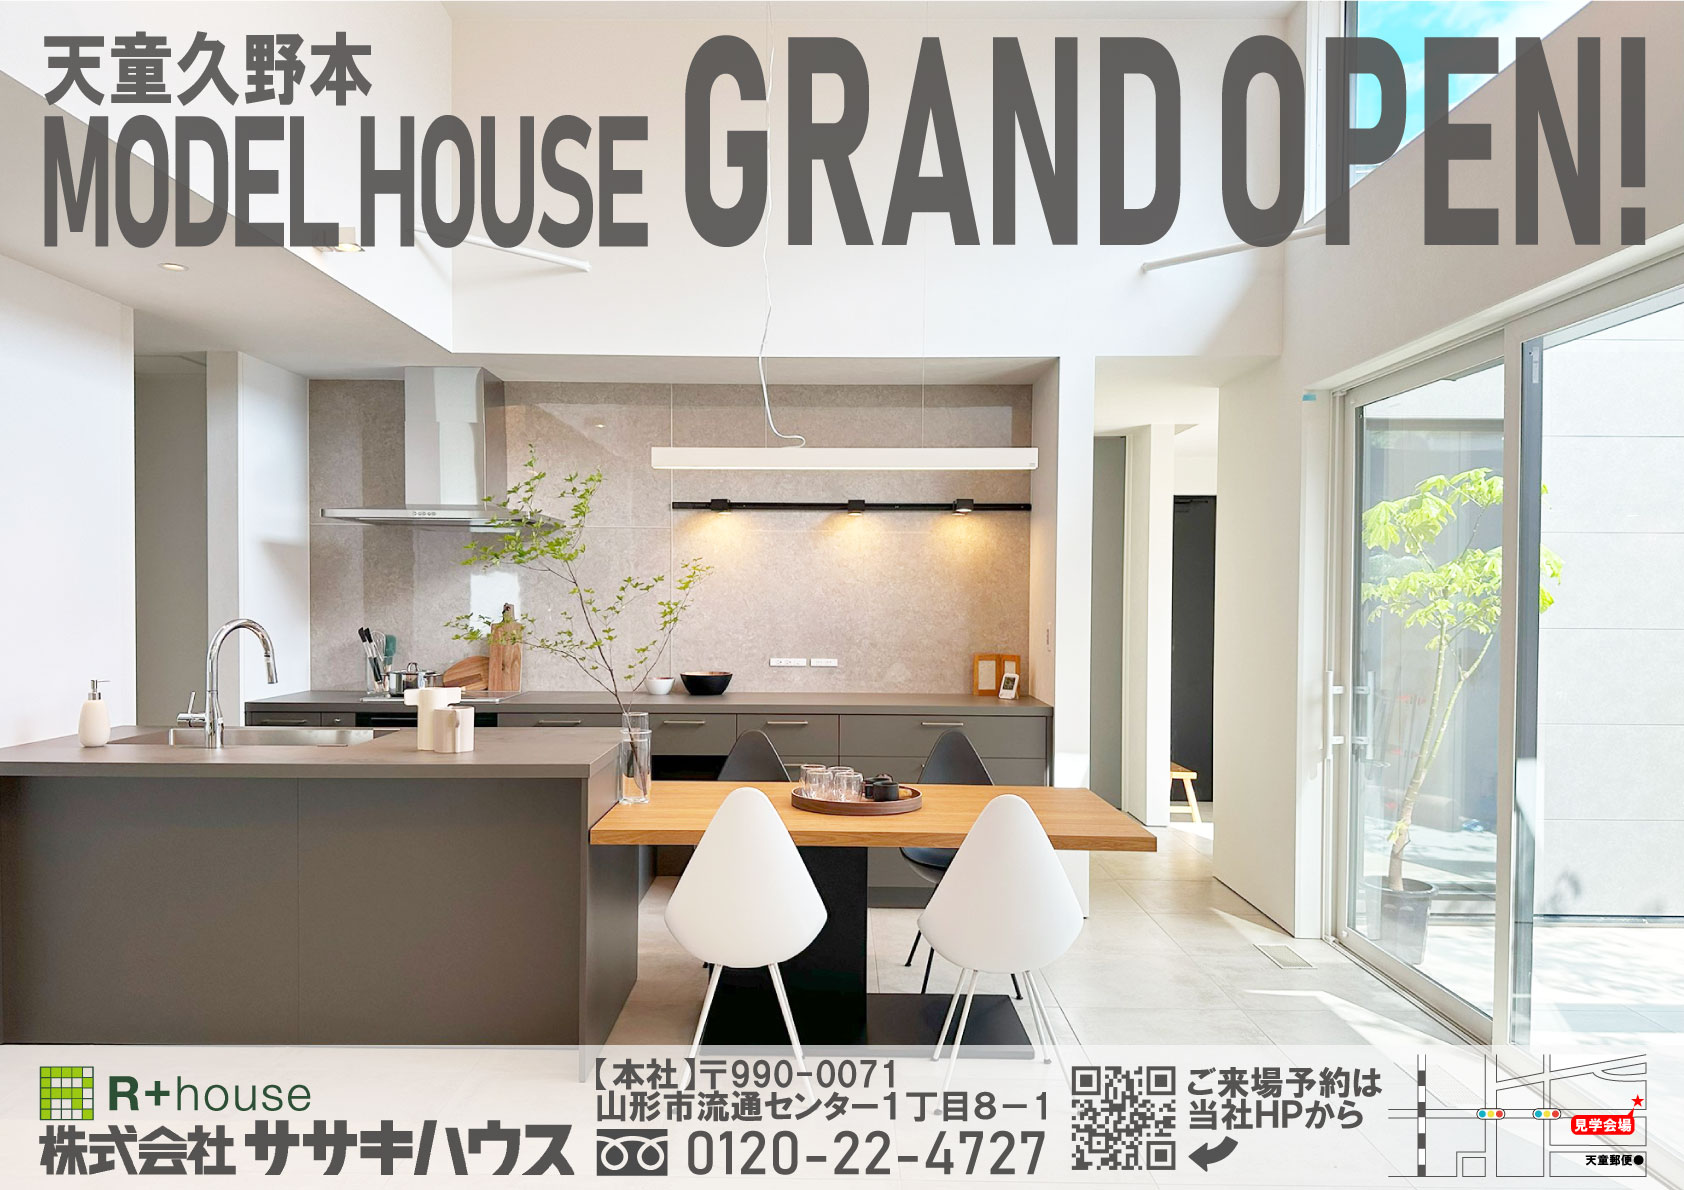 天童久野本
MODEL HOUSE GRAND OPEN!
R+house
株式会社 ササキハウス
【本社】〒990-0071
山形市流通センター1丁目8－1
0120-22-4727
ご来場予約は
当社HPから
見学会場
天童郵便●